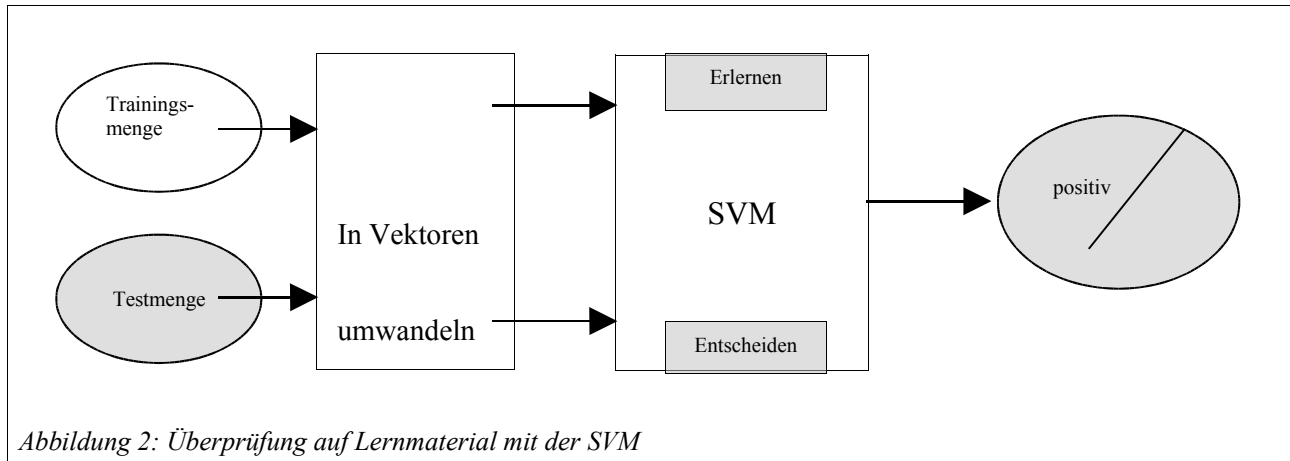 Trainings-
menge
Testmenge
In Vektoren
umwandeln
Erlernen
SVM
Entscheiden
positiv
Abbildung 2: Überprüfung auf Lernmaterial mit der SVM